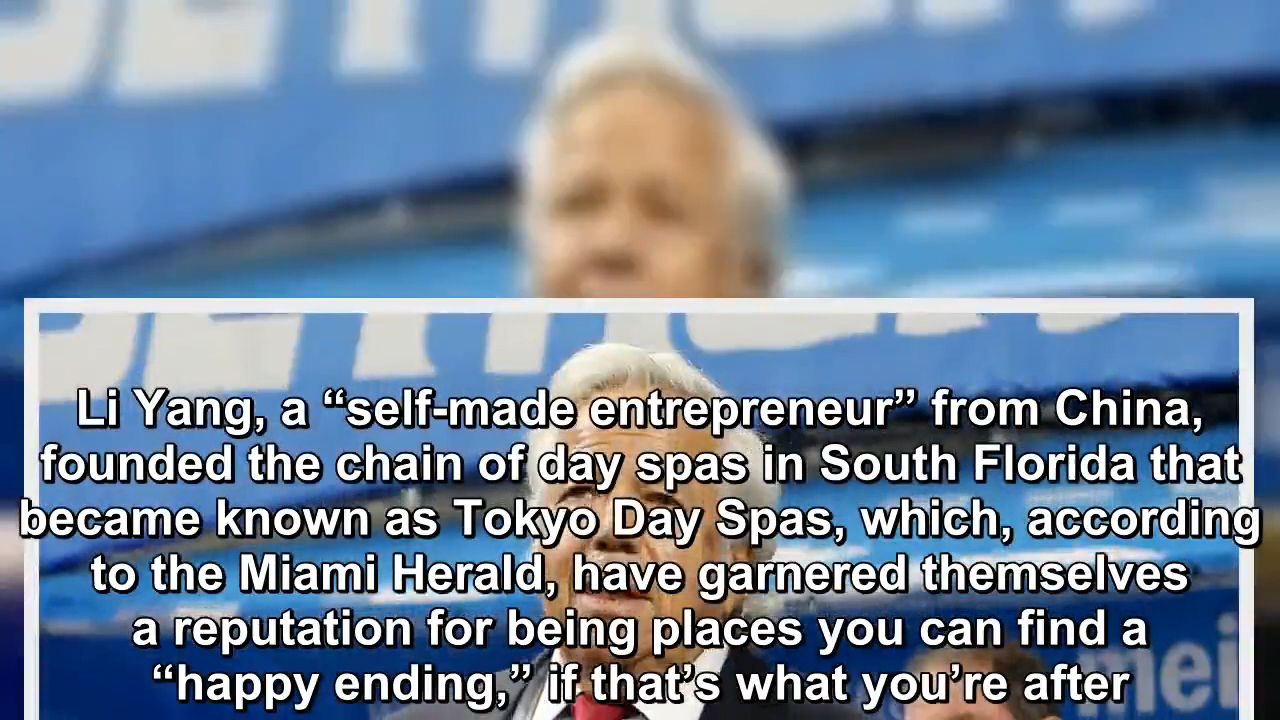 Li Yang, a “self-made entrepreneur” from China,
founded the chain of day spas in South Florida that
became known as Tokyo Day Spas, which, according
to the Miami Herald, have garnered themselves
a reputation for being places you can find a
“happy ending,” if that’s what you’re after